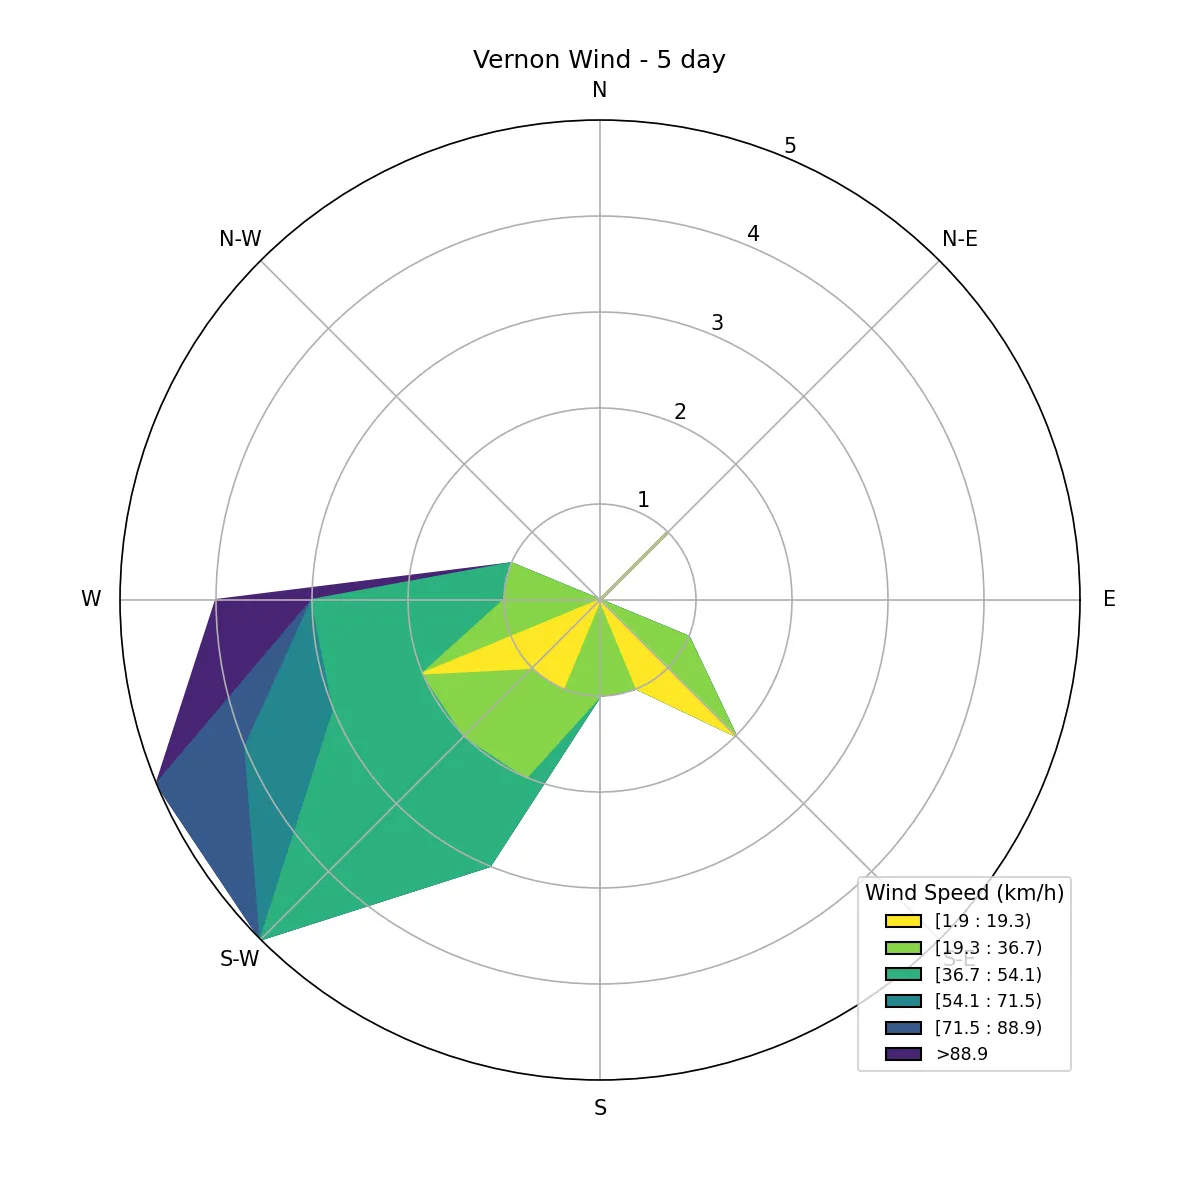 Vernon Wind - 5 day
N
5
N-W
N-E
4
3
2
1
W
E
S-W
S-E
Wind Speed (km/h)
[1.9 : 19.3)
[19.3 : 36.7)
[36.7 : 54.1)
[54.1 : 71.5)
[71.5 : 88.9)
>88.9
S